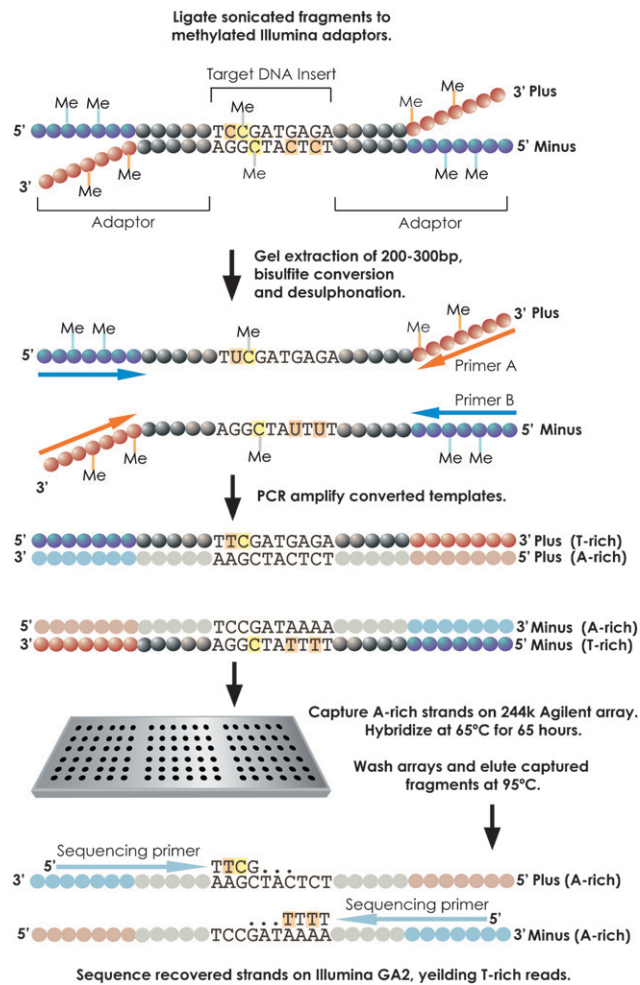 Ligate sonicated fragments to
methylated Illumina adaptors.
Target DNA Insert
Me
Me
Me
Me
Me
3’ Plus
5’
TCCGATGAGA
AGGCTACTCT
5’ Minus
3’
Me
Me
Me
Me
Me
Adaptor
Adaptor
Gel extraction of 200-300bp,
bisulfite conversion
and desulphonation.
Me
Me
Me
Me
Me
3’ Plus
5’
TUCGATGAGA
Primer A
Primer B
AGGCTAUTUT
5’ Minus
3’
Me
Me
Me
Me
Me
PCR amplify converted templates.
5’
TTCGATGAGA
3’ Plus (T-rich)
3’
AAGCTACTCT
5’ Plus (A-rich)
5’
TCCGATAAAA
3’ Minus (A-rich)
3’
AGGCTATTTT
5’ Minus (T-rich)
Capture A-rich strands on 244k Agilent array.
Hybridize at 65ºC for 65 hours.
Wash arrays and elute captured
fragments at 95ºC.
Sequencing primer
5’
TTCG...
3’
AAGCTACTCT
5’ Plus (A-rich)
...TTTT
Sequencing primer
5’
5’
TCCGATAAAA
3’ Minus (A-rich)
Sequence recovered strands on Illumina GA2, yeilding T-rich reads.